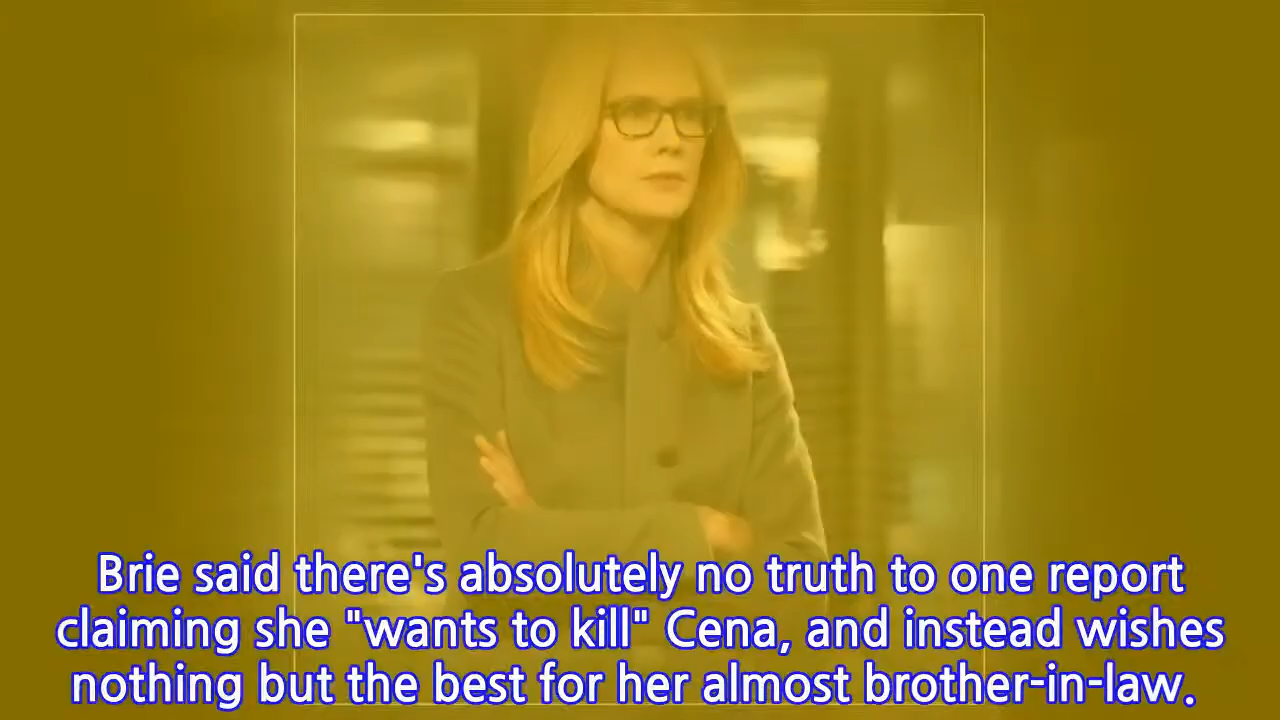 Brie said there's absolutely no truth to one report
claiming she "wants to kill" Cena, and instead wishes
nothing but the best for her almost brother-in-law.